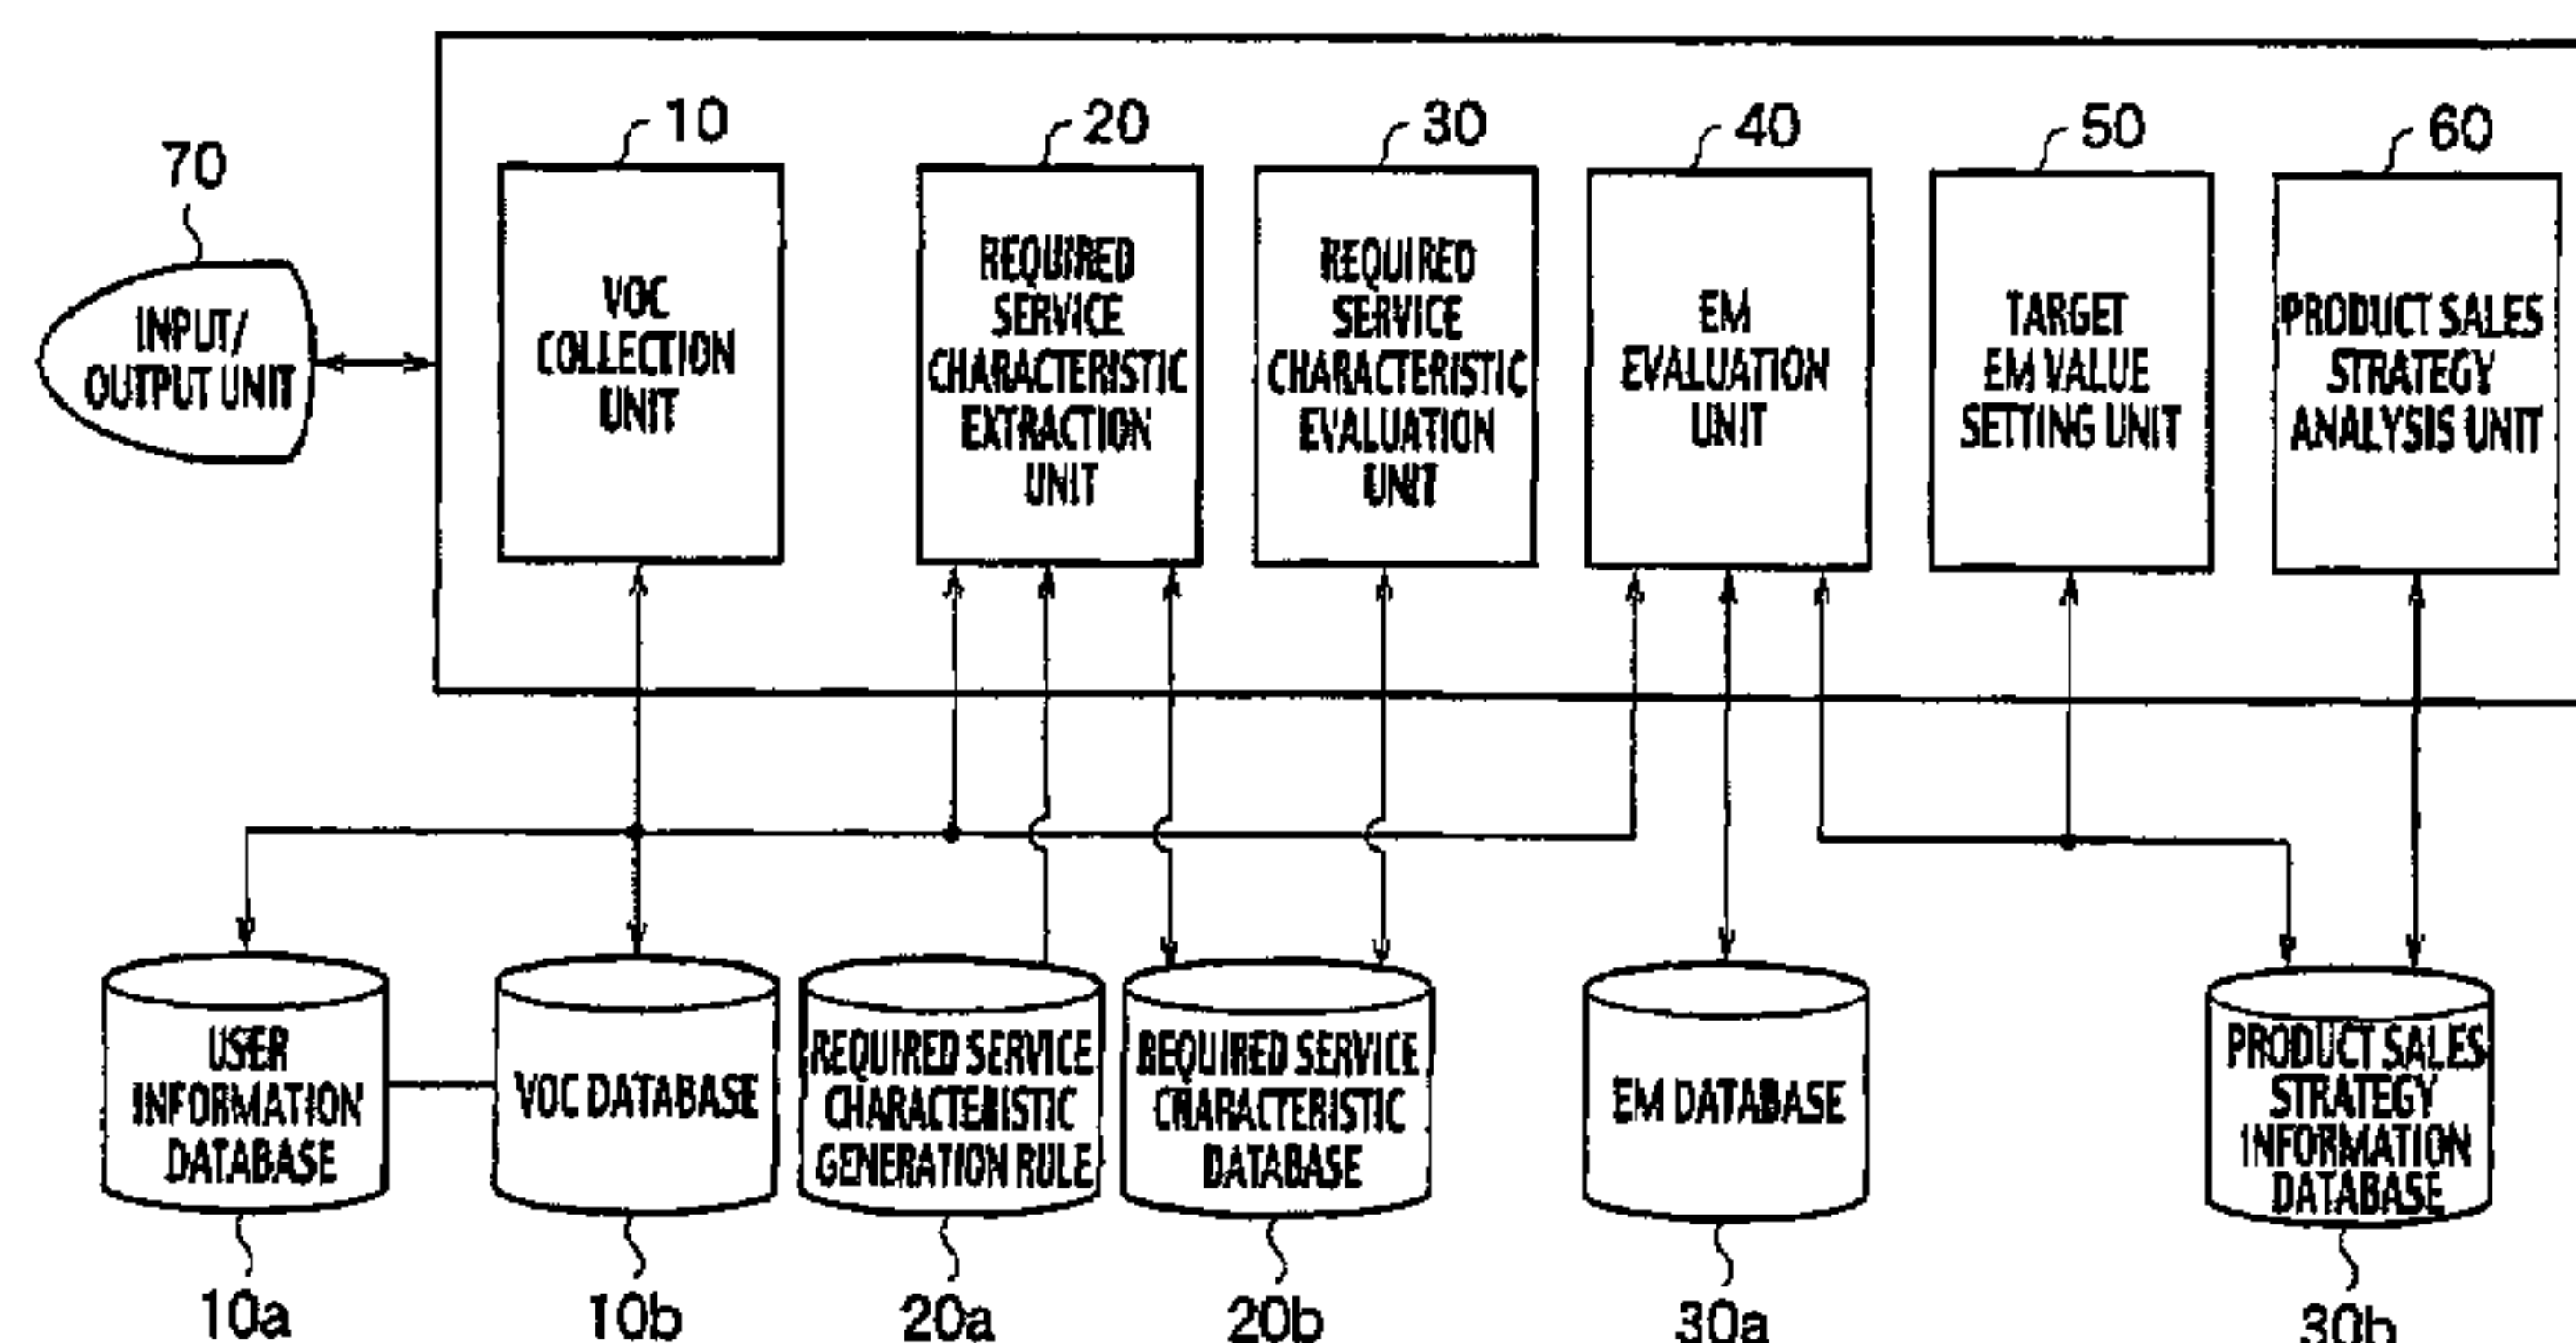 10
20
30
40
50
60
70
INPUT/
OUTPUT UNIT
VOC
COLLECTION
UNIT
REQUIRED
SERVICE
CHARACTERISTIC
EXTRACTION
UNIT
REQUIRED
SERVICE
CHARACTERISTIC
EVALUATION
UNIT
EM
EVALUATION
UNIT
TARGET
EM VALUE
SETTING UNIT
PRODUCT SALES
STRATEGY
ANALYSIS UNIT
USER
INFORMATION
DATABASE
VOC DATABASE
REQUIRED SERVICE
CHARACTERISTIC
GENERATION RULE
REQUIRED SERVICE
CHARACTERISTIC
DATABASE
EM DATABASE
PRODUCT SALES
STRATEGY
INFORMATION
DATABASE
10a
10b
20a
20b
30a
30b